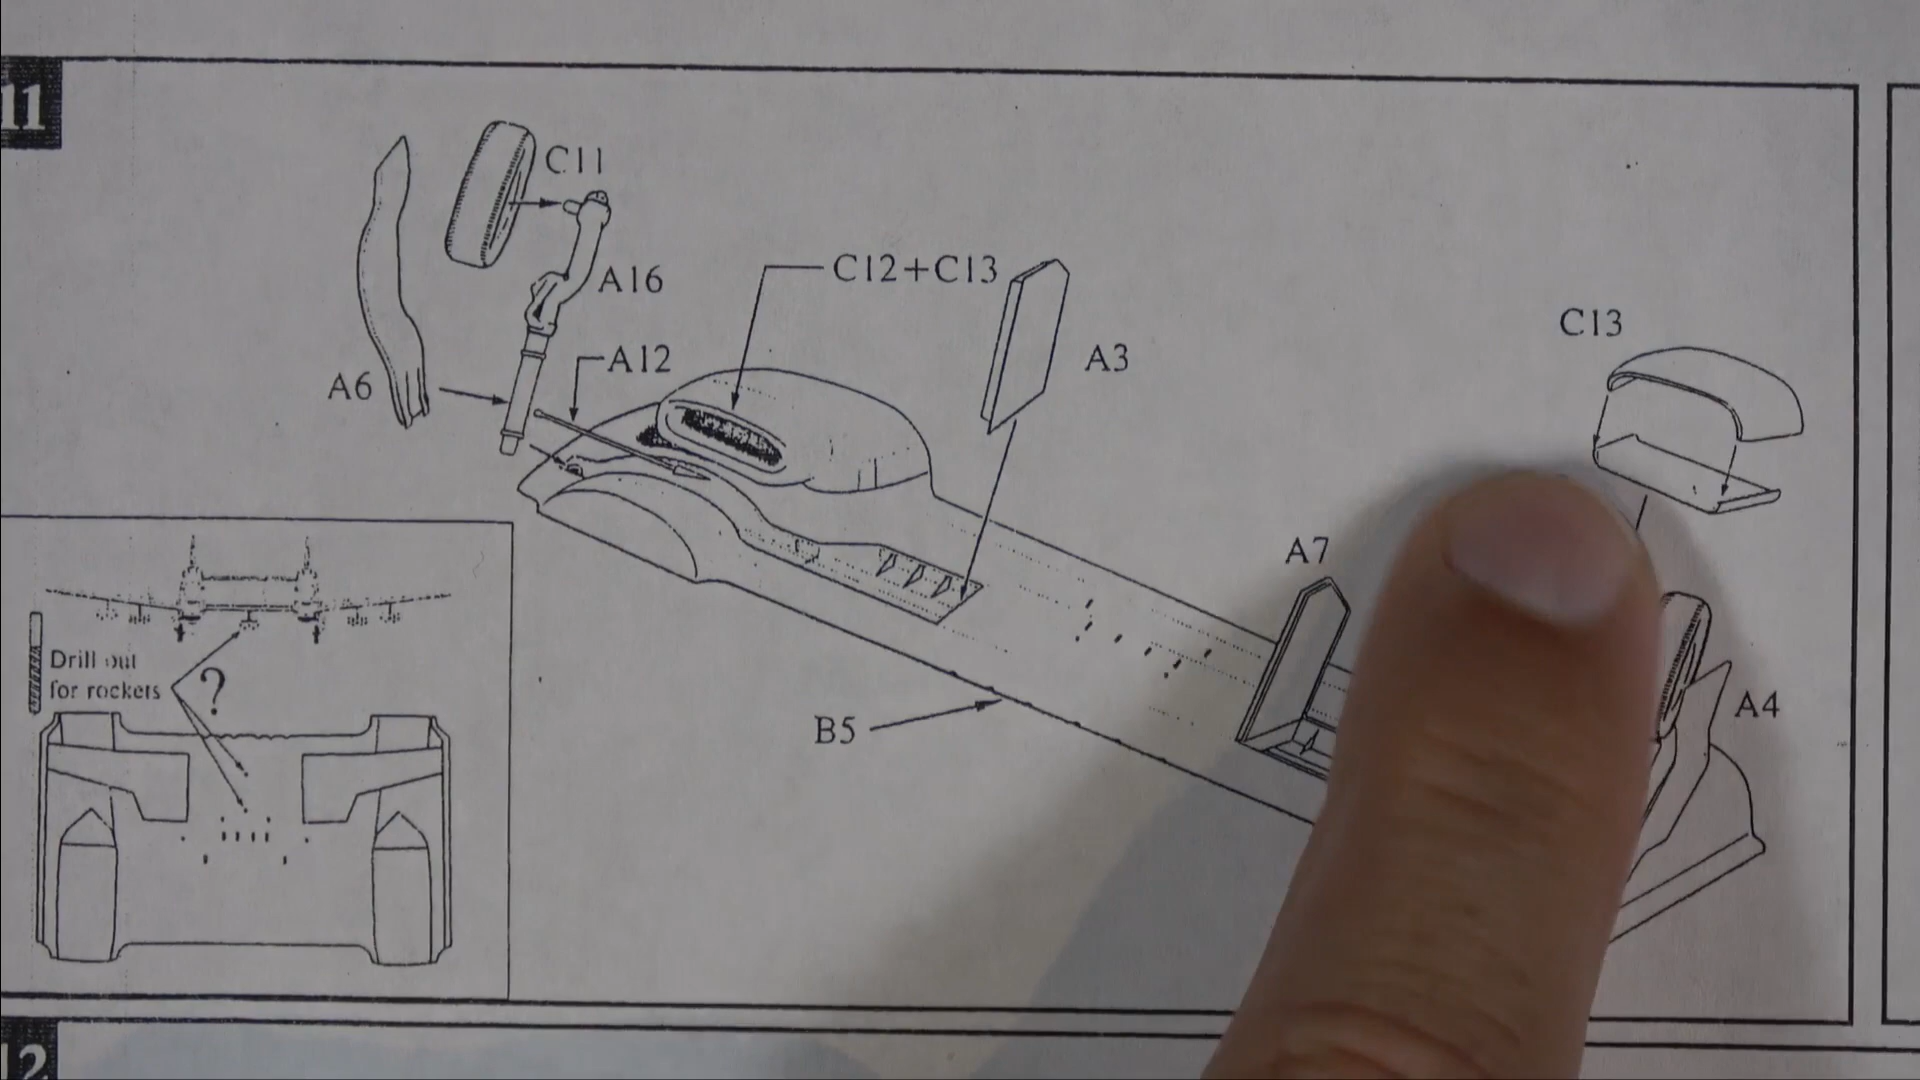 11
C11
A16
C12+C13
C13
A3
A12
A6
A7
Drill out
for rockets
?
A4
B5
12